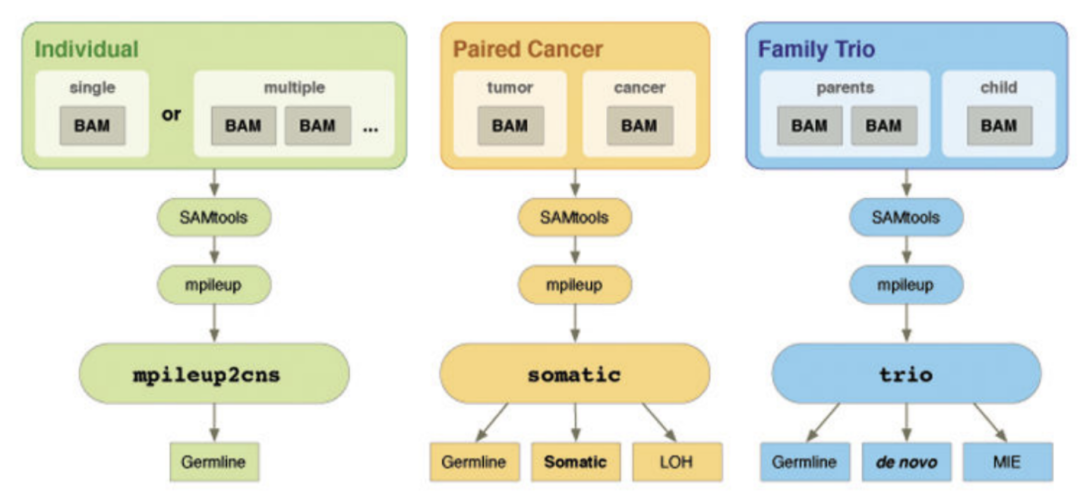 Individual
single
multiple
BAM
or
BAM
BAM
...
SAMtools
mpileup
mpileup2cns
Germline
Paired Cancer
tumor
cancer
BAM
BAM
SAMtools
mpileup
somatic
Germline
Somatic
LOH
Family Trio
parents
child
BAM
BAM
BAM
SAMtools
mpileup
trio
Germline
de novo
MIE